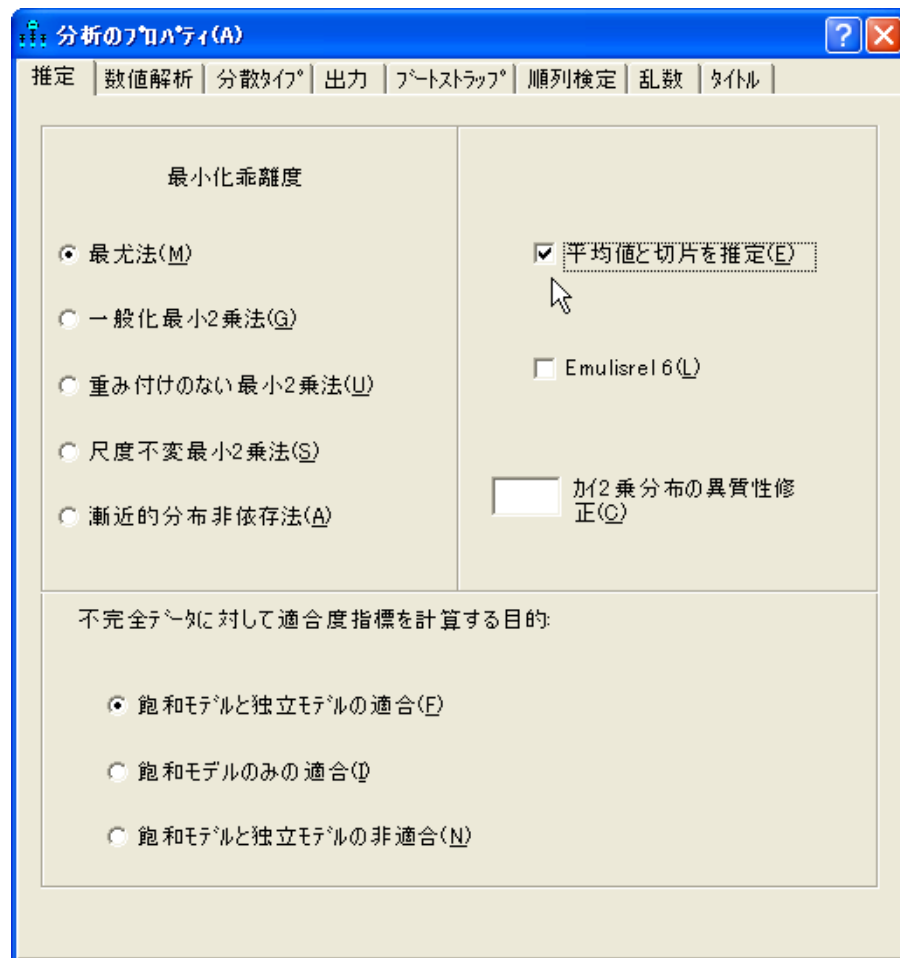 分析のﾌﾟﾛﾊﾟﾃｨ(A)
推定 数値解析 分散ﾀｲﾌﾟ 出力 ﾌﾞｰﾄｽﾄﾗｯﾌﾟ 順列検定 乱数 ﾀｲﾄﾙ
最小化乖離度
最尤法(M)
一般化最小2乗法(G)
重み付けのない最小2乗法(U)
尺度不変最小2乗法(S)
漸近的分布非依存法(A)
平均値と切片を推定(E)
Emulisrel 6(L)
ｶｲ2乗分布の異質性修
正(C)
不完全ﾃﾞｰﾀに対して適合度指標を計算する目的:
飽和ﾓﾃﾞﾙと独立ﾓﾃﾞﾙの適合(F)
飽和モデルのみの適合(I)
飽和ﾓﾃﾞﾙと独立ﾓﾃﾞﾙの非適合(N)